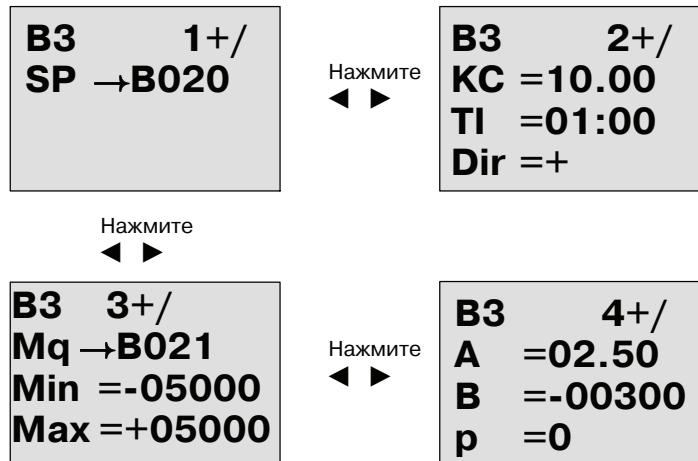 B3 1+/
SP →B020
Нажмите
◄ ►
B3 2+/
KC =10.00
TI =01:00
Dir =+
Нажмите
◄ ►
B3 3+/
Mq →B021
Min =-05000
Max =+05000
Нажмите
◄ ►
B3 4+/
A =02.50
B =-00300
p =0